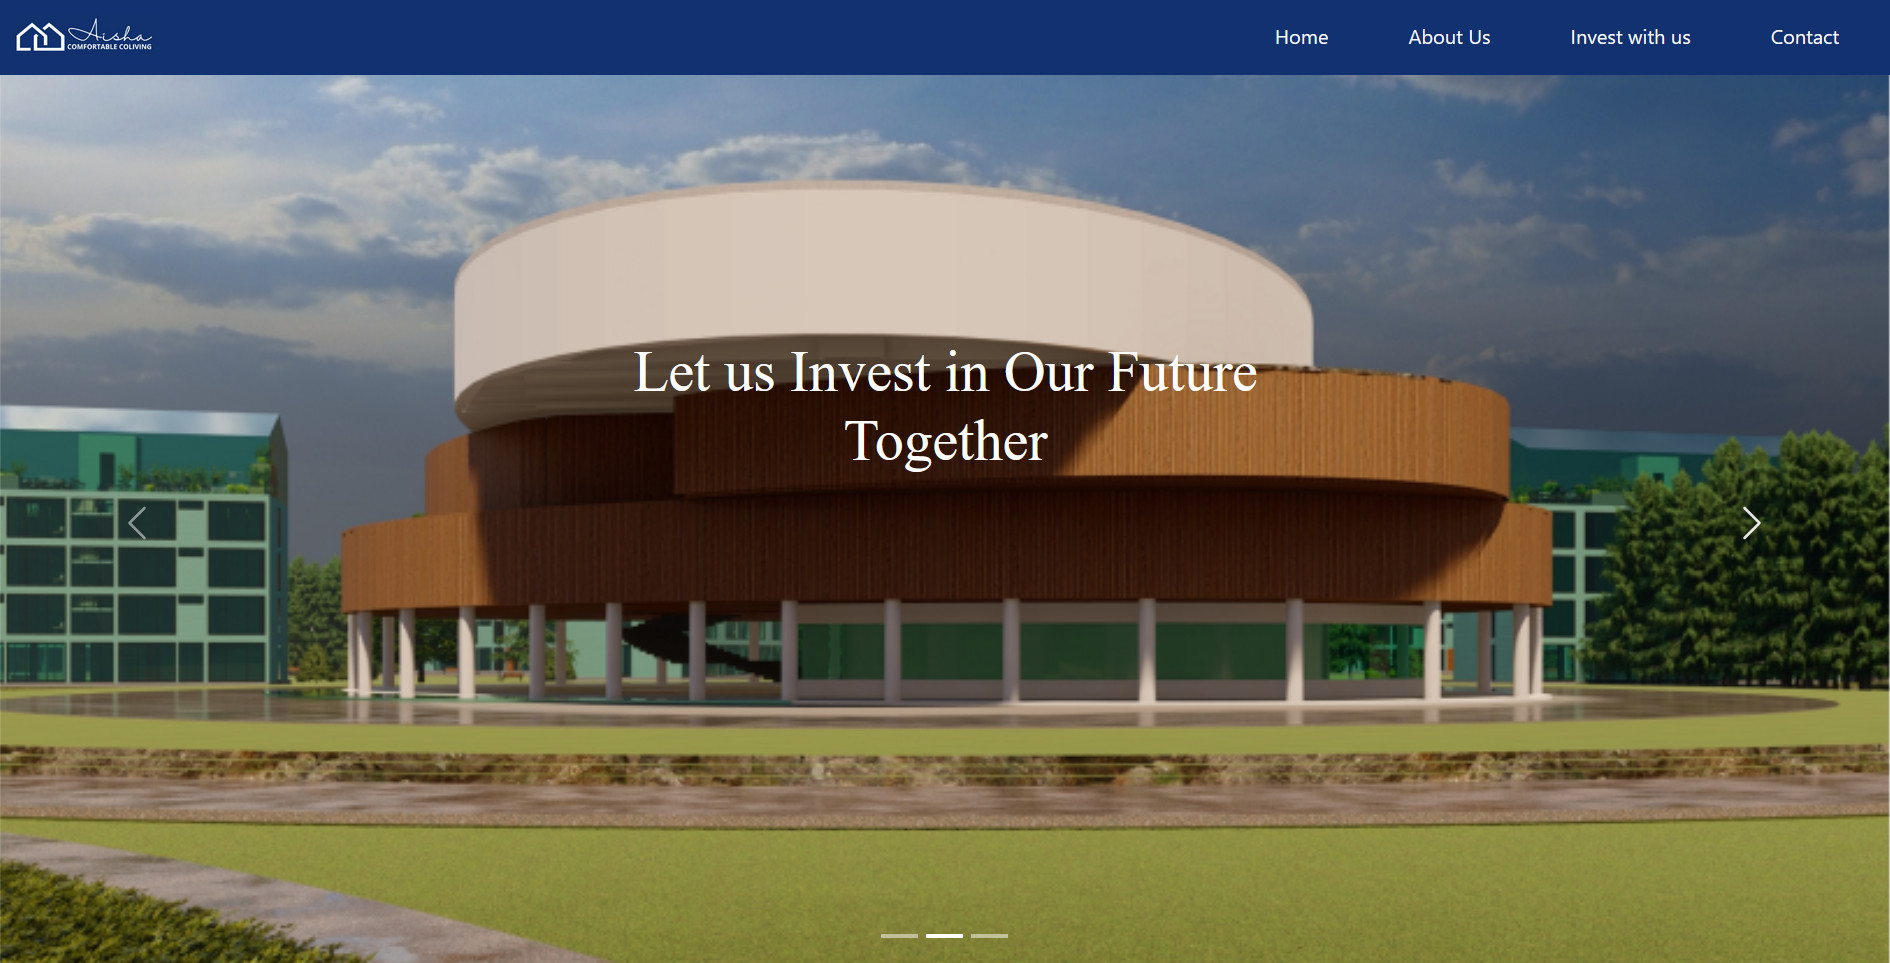 Aisha
COMFORTABLE COLIVING
Home
About Us
Invest with us
Contact
Let us Invest in Our Future
Together